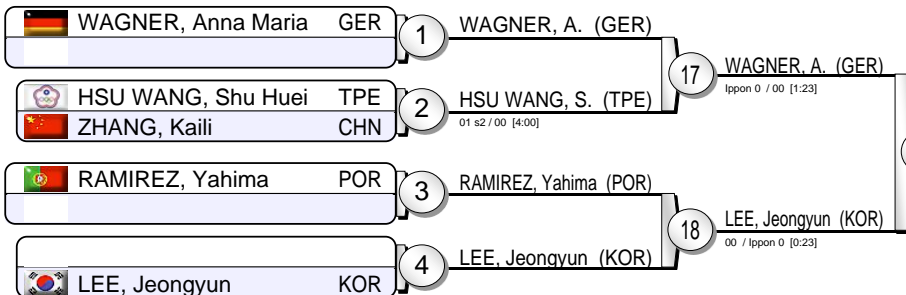 WAGNER, Anna Maria GER
1
WAGNER, A. (GER)
HSU WANG, Shu Huei TPE
ZHANG, Kaili CHN
2
HSU WANG, S. (TPE)
01 s2 / 00 [4:00]
17
WAGNER, A. (GER)
Ippon 0 / 00 [1:23]
RAMIREZ, Yahima POR
3
RAMIREZ, Yahima (POR)
LEE, Jeongyun KOR
4
LEE, Jeongyun (KOR)
18
LEE, Jeongyun (KOR)
00 / Ippon 0 [0:23]